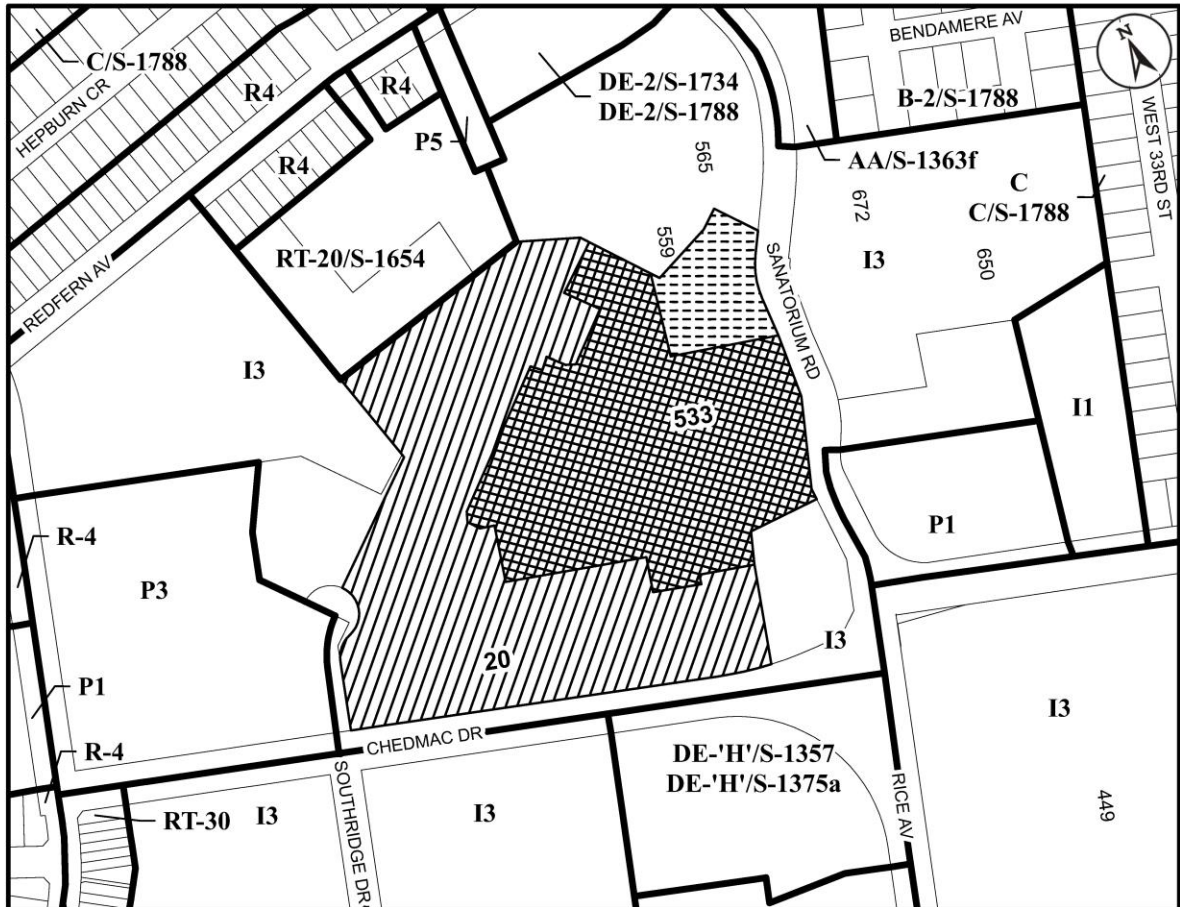 BENDAMERE AV
N
C/S-1788
HEPBURN CR
R4
R4
DE-2/S-1734
DE-2/S-1788
B-2/S-1788
WEST 33RD ST
P5
R4
565
AA/S-1363f
C
C/S-1788
672
RT-20/S-1654
559
SANATORIUM RD
I3
650
REDFERN AV
I3
I1
533
P1
R-4
P3
20
I3
P1
I3
CHEDMAC DR
R-4
DE-'H'/S-1357
DE-'H'/S-1375a
RT-30
I3
SOUTHRIDGE DR
I3
RICE AV
449